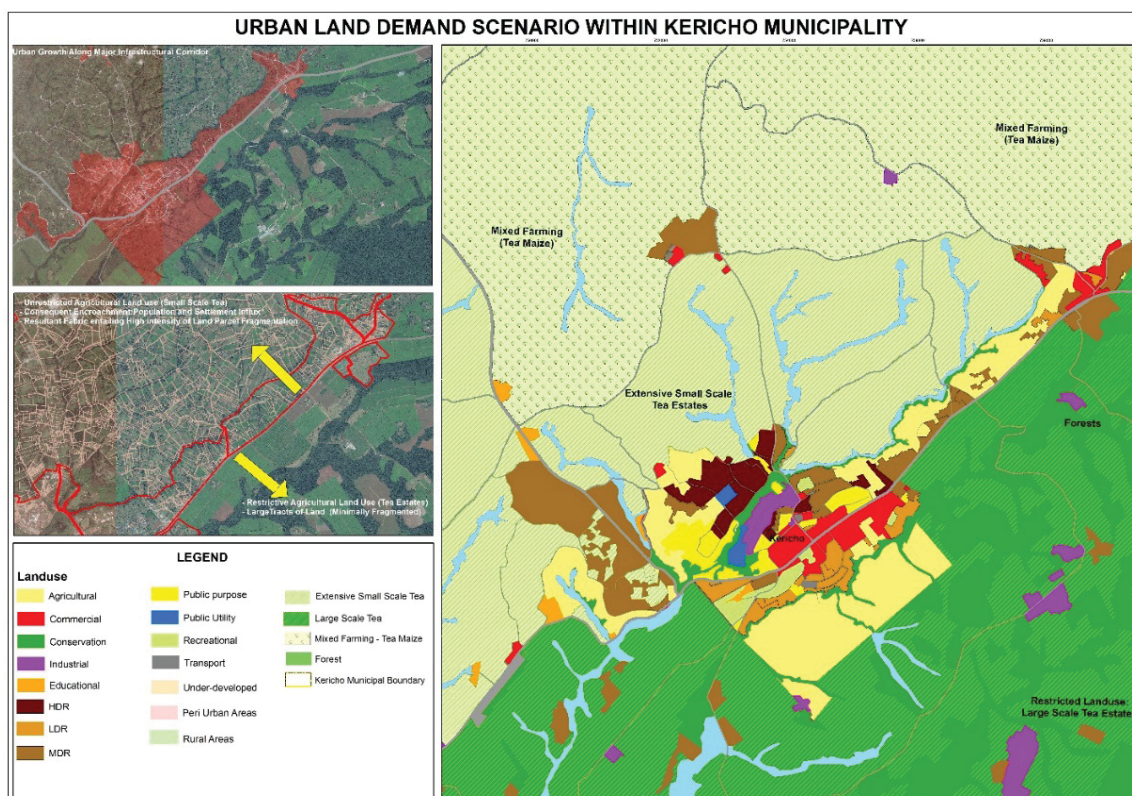 URBAN LAND DEMAND SCENARIO WITHIN KERICHO MUNICIPALITY
Urban Growth Along Major Infrastructural Corridor
- Unrestricted Agricultural Land use (Small Scale Tea)
- Consequent Encroachment:Population and Settlement Influx
- Resultant Fabric entailing High Intensity of Land Parcel Fragmentation
- Restrictive Agricultural Land Use (Tea Estates)
- LargeTracts of Land (Minimally Fragmented)
LEGEND
Landuse
Agricultural
Commercial
Conservation
Industrial
Educational
HDR
LDR
MDR
Public purpose
Public Utility
Recreational
Transport
Under-developed
Peri Urban Areas
Rural Areas
Extensive Small Scale Tea
Large Scale Tea
Mixed Farming - Tea Maize
Forest
Kericho Municipal Boundary
Mixed Farming
(Tea Maize)
Mixed Farming
(Tea Maize)
Extensive Small Scale
Tea Estates
Forests
Kericho
Restricted Landuse:
Large Scale Tea Estate